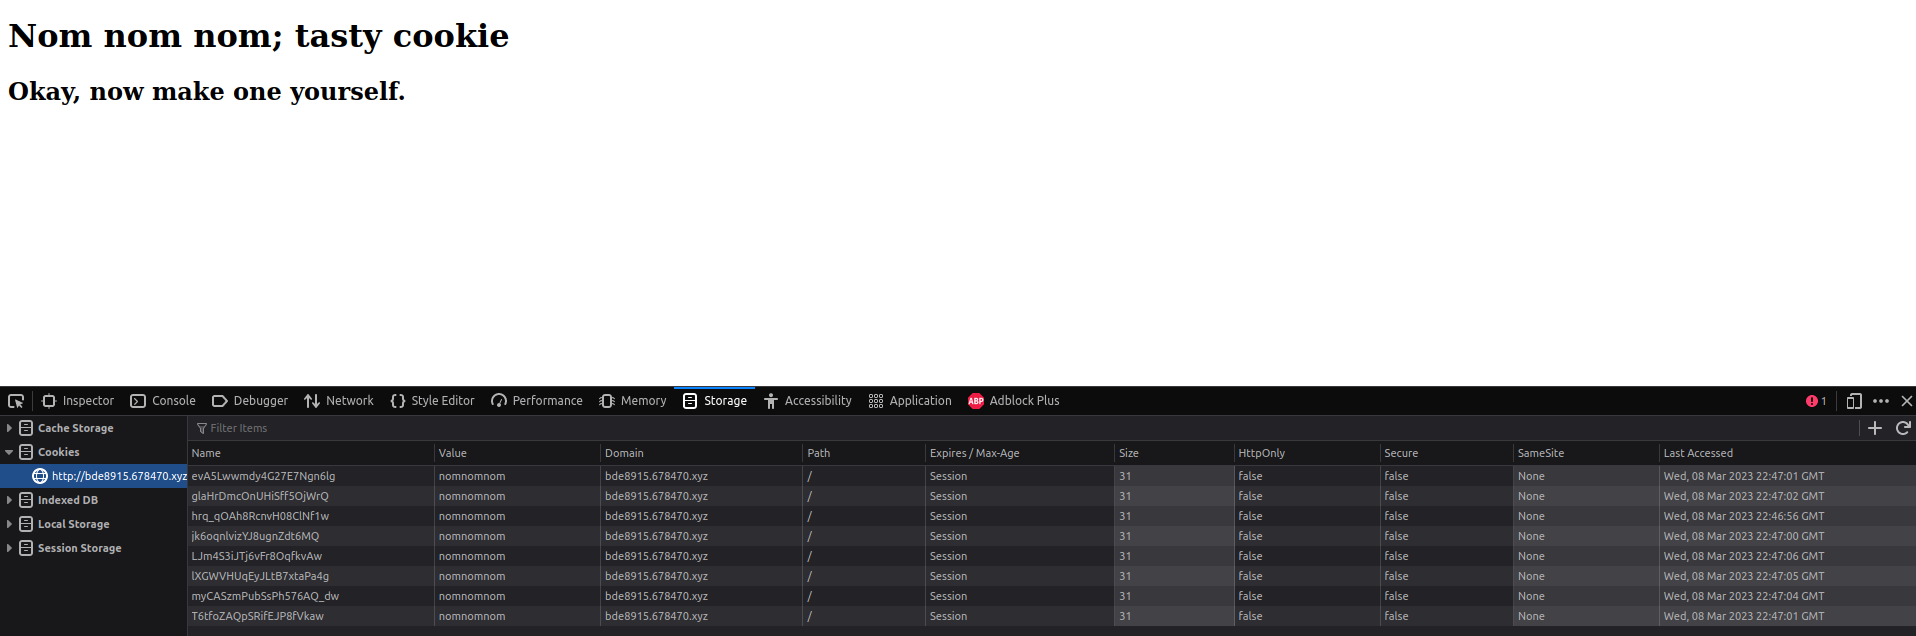 Nom nom nom; tasty cookie
Okay, now make one yourself.
Inspector Console Debugger Network Style Editor Performance Memory Storage Accessibility Application ABP Adblock Plus 1
Cache Storage Filter Items
Cookies Name Value Domain Path Expires / Max-Age Size HttpOnly Secure SameSite Last Accessed
http://bde8915.678470.xyz evA5Lwwmdy4G27E7Ngn6lg nomnomnom bde8915.678470.xyz / Session 31 false false None Wed, 08 Mar 2023 22:47:01 GMT
glaHrDmcOnUHiSff5OjWrQ nomnomnom bde8915.678470.xyz / Session 31 false false None Wed, 08 Mar 2023 22:47:02 GMT
Indexed DB hrq_qOAh8RcnvH08ClNf1w nomnomnom bde8915.678470.xyz / Session 31 false false None Wed, 08 Mar 2023 22:46:56 GMT
Local Storage jk6oqnlvizYJ8ugnZdt6MQ nomnomnom bde8915.678470.xyz / Session 31 false false None Wed, 08 Mar 2023 22:47:00 GMT
Session Storage LJm4S3iJTj6vFr8OqfkvAw nomnomnom bde8915.678470.xyz / Session 31 false false None Wed, 08 Mar 2023 22:47:06 GMT
lXGWVHUqEyJLtB7xtaPa4g nomnomnom bde8915.678470.xyz / Session 31 false false None Wed, 08 Mar 2023 22:47:05 GMT
myCASzmPubSsPh576AQ_dw nomnomnom bde8915.678470.xyz / Session 31 false false None Wed, 08 Mar 2023 22:47:04 GMT
T6tfoZAQpSRifEJP8fVkaw nomnomnom bde8915.678470.xyz / Session 31 false false None Wed, 08 Mar 2023 22:47:01 GMT